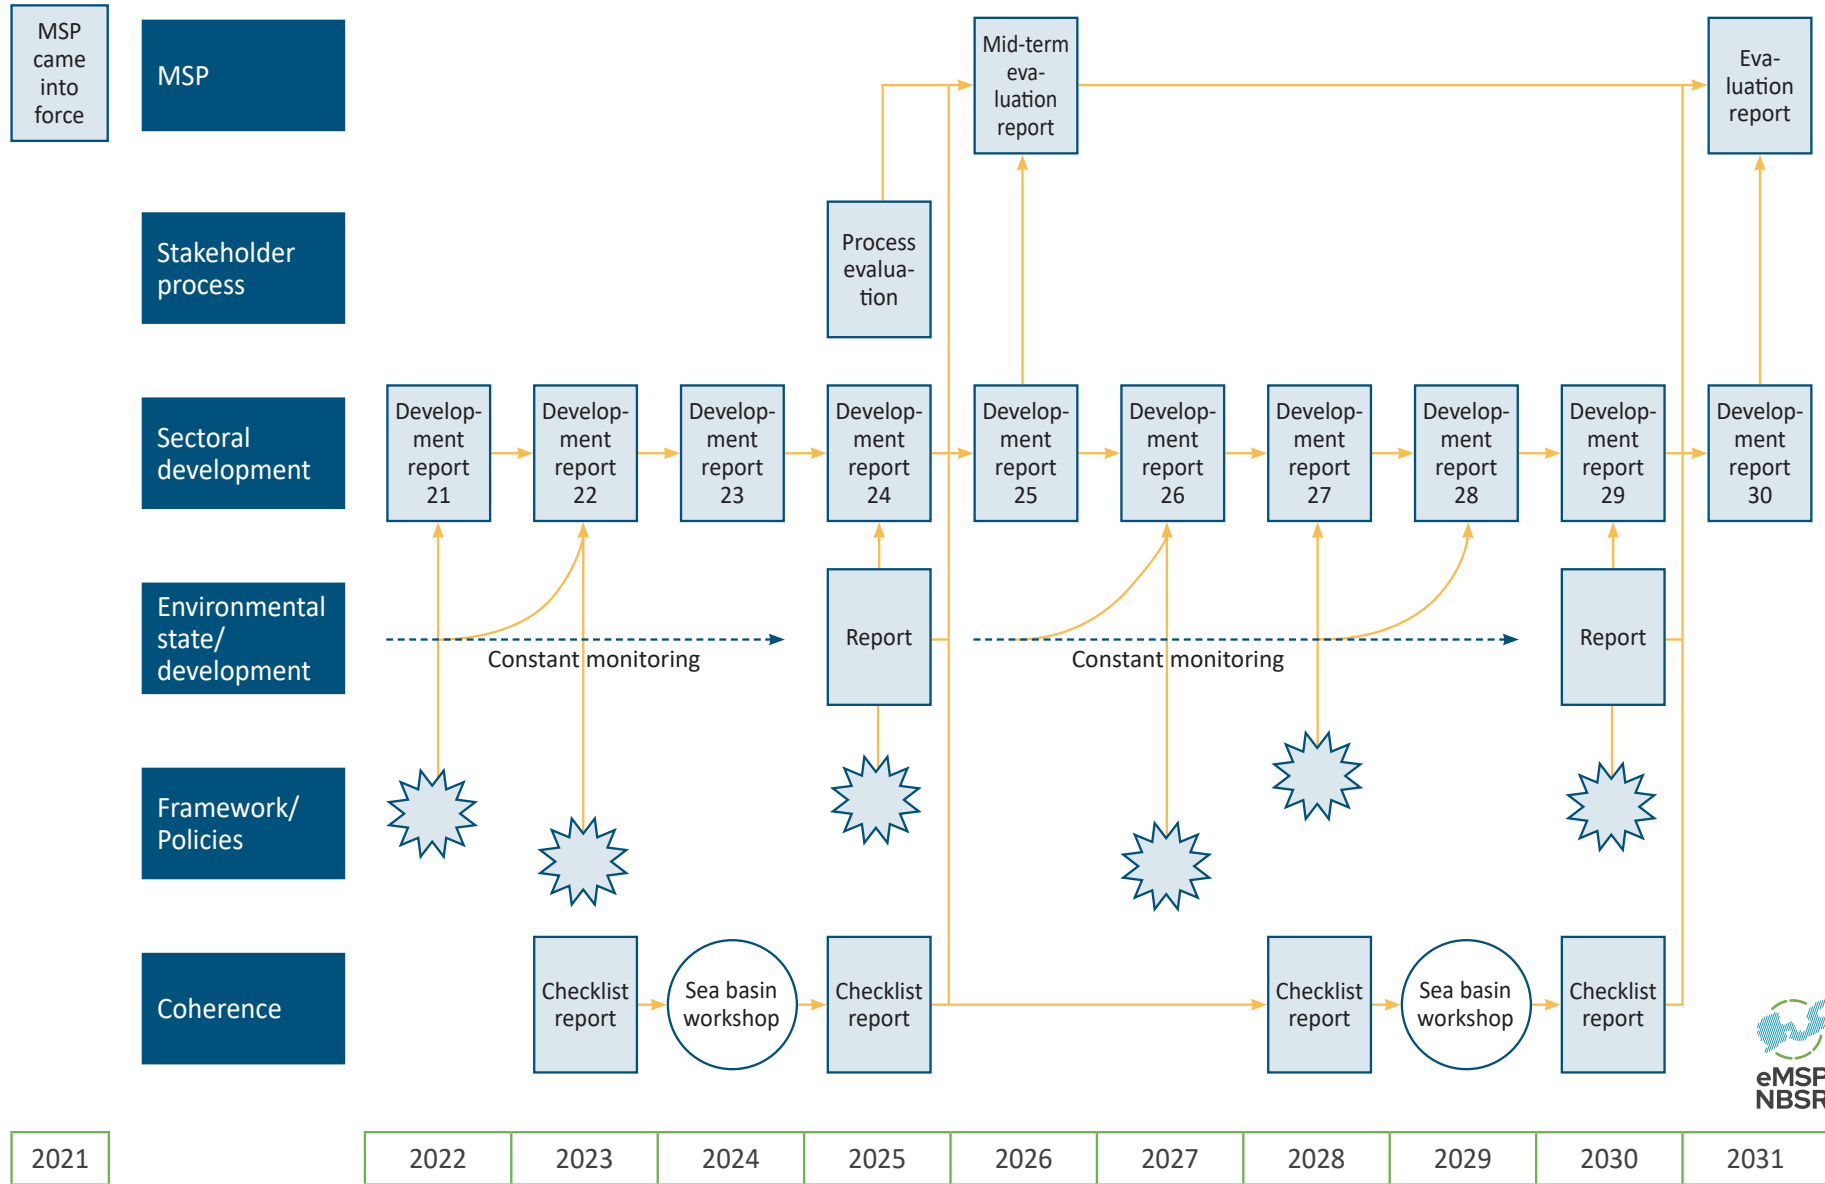 MSP
came
into
force
MSP
Mid-term
eva-
luation
report
Eva-
luation
report
Stakeholder
process
Process
evalua-
tion
Sectoral
development
Develop-
ment
report
21
Develop-
ment
report
22
Develop-
ment
report
23
Develop-
ment
report
24
Develop-
ment
report
25
Develop-
ment
report
26
Develop-
ment
report
27
Develop-
ment
report
28
Develop-
ment
report
29
Develop-
ment
report
30
Environmental
state/
development
Constant monitoring
Report
Constant monitoring
Report
Framework/
Policies
Coherence
Checklist
report
Sea basin
workshop
Checklist
report
Checklist
report
Sea basin
workshop
Checklist
report
eMSP
NBSR
2021
2022
2023
2024
2025
2026
2027
2028
2029
2030
2031